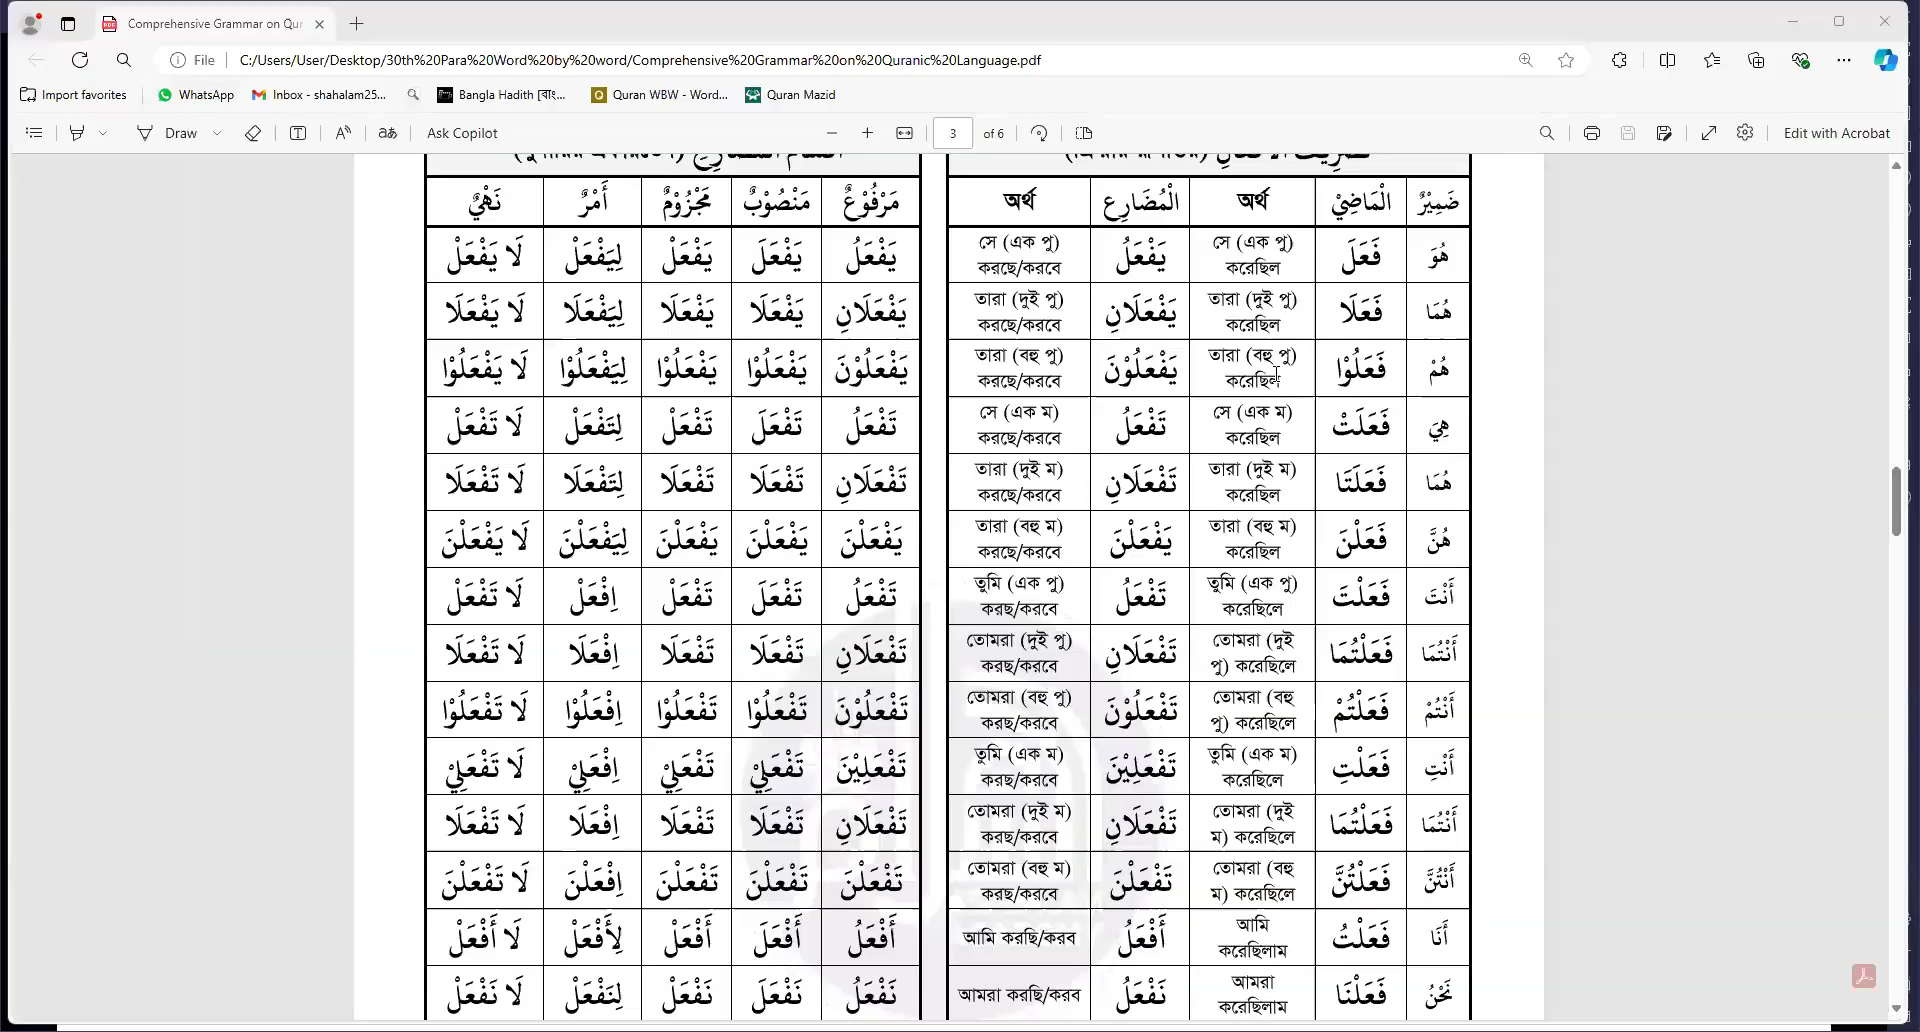 Comprehensive Grammar on Qur
File C:/Users/User/Desktop/30th%20Para%20Word%20by%20word/Comprehensive%20Grammar%20on%20Quranic%20Language.pdf
Import favorites WhatsApp Inbox - shahalam25... Bangla Hadith [বাং... Quran WBW - Word... Quran Mazid
Draw aあ Ask Copilot 3 of 6 Edit with Acrobat
ضَمِيْرٌ الْمَاضِيْ অর্থ الْمُضَارِع অর্থ مَرْفُوْعٌ مَنْصُوْبٌ مَجْزُوْمٌ أَمْرٌ نَهْيٌ
هُوَ فَعَلَ সে (এক পু) করেছিল يَفْعَلُ সে (এক পু) করছে/করবে يَفْعَلُ يَفْعَلَ يَفْعَلْ لِيَفْعَلْ لَا يَفْعَلْ
هُمَا فَعَلَا তারা (দুই পু) করেছিল يَفْعَلَانِ তারা (দুই পু) করছে/করবে يَفْعَلَانِ يَفْعَلَا يَفْعَلَا لِيَفْعَلَا لَا يَفْعَلَا
هُمْ فَعَلُوْا তারা (বহু পু) করেছিল يَفْعَلُوْنَ তারা (বহু পু) করছে/করবে يَفْعَلُوْنَ يَفْعَلُوْا يَفْعَلُوْا لِيَفْعَلُوْا لَا يَفْعَلُوْا
هِيَ فَعَلَتْ সে (এক ম) করেছিল تَفْعَلُ সে (এক ম) করছে/করবে تَفْعَلُ تَفْعَلَ تَفْعَلْ لِتَفْعَلْ لَا تَفْعَلْ
هُمَا فَعَلَتَا তারা (দুই ম) করেছিল تَفْعَلَانِ তারা (দুই ম) করছে/করবে تَفْعَلَانِ تَفْعَلَا تَفْعَلَا لِتَفْعَلَا لَا تَفْعَلَا
هُنَّ فَعَلْنَ তারা (বহু ম) করেছিল يَفْعَلْنَ তারা (বহু ম) করছে/করবে يَفْعَلْنَ يَفْعَلْنَ يَفْعَلْنَ لِيَفْعَلْنَ لَا يَفْعَلْنَ
أَنْتَ فَعَلْتَ তুমি (এক পু) করেছিলে تَفْعَلُ তুমি (এক পু) করছ/করবে تَفْعَلُ تَفْعَلَ تَفْعَلْ اِفْعَلْ لَا تَفْعَلْ
أَنْتُمَا فَعَلْتُمَا তোমরা (দুই পু) করেছিলে تَفْعَلَانِ তোমরা (দুই পু) করছ/করবে تَفْعَلَانِ تَفْعَلَا تَفْعَلَا اِفْعَلَا لَا تَفْعَلَا
أَنْتُمْ فَعَلْتُمْ তোমরা (বহু পু) করেছিলে تَفْعَلُوْنَ তোমরা (বহু পু) করছ/করবে تَفْعَلُوْنَ تَفْعَلُوْا تَفْعَلُوْا اِفْعَلُوْا لَا تَفْعَلُوْا
أَنْتِ فَعَلْتِ তুমি (এক ম) করেছিলে تَفْعَلِيْنَ তুমি (এক ম) করছ/করবে تَفْعَلِيْنَ تَفْعَلِيْ تَفْعَلِيْ اِفْعَلِيْ لَا تَفْعَلِيْ
أَنْتُمَا فَعَلْتُمَا তোমরা (দুই ম) করেছিলে تَفْعَلَانِ তোমরা (দুই ম) করছ/করবে تَفْعَلَانِ تَفْعَلَا تَفْعَلَا اِفْعَلَا لَا تَفْعَلَا
أَنْتُنَّ فَعَلْتُنَّ তোমরা (বহু ম) করেছিলে تَفْعَلْنَ তোমরা (বহু ম) করছ/করবে تَفْعَلْنَ تَفْعَلْنَ تَفْعَلْنَ اِفْعَلْنَ لَا تَفْعَلْنَ
أَنَا فَعَلْتُ আমি করেছিলাম أَفْعَلُ আমি করছি/করব أَفْعَلُ أَفْعَلَ أَفْعَلْ لِأَفْعَلْ لَا أَفْعَلْ
نَحْنُ فَعَلْنَا আমরা করেছিলাম نَفْعَلُ আমরা করছি/করব نَفْعَلُ نَفْعَلَ نَفْعَلْ لِنَفْعَلْ لَا نَفْعَلْ